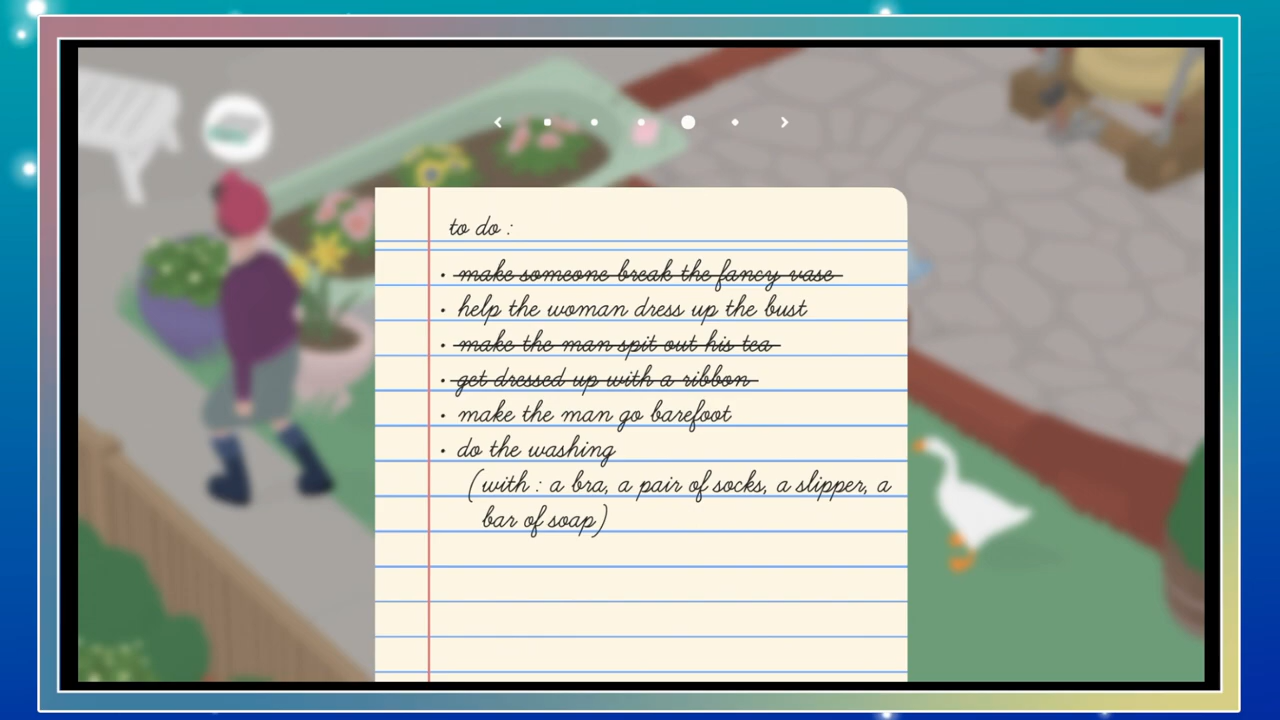 to do :
• make someone break the fancy vase
• help the woman dress up the bust
• make the man spit out his tea
• get dressed up with a ribbon
• make the man go barefoot
• do the washing
(with : a bra, a pair of socks, a slipper, a
bar of soap)